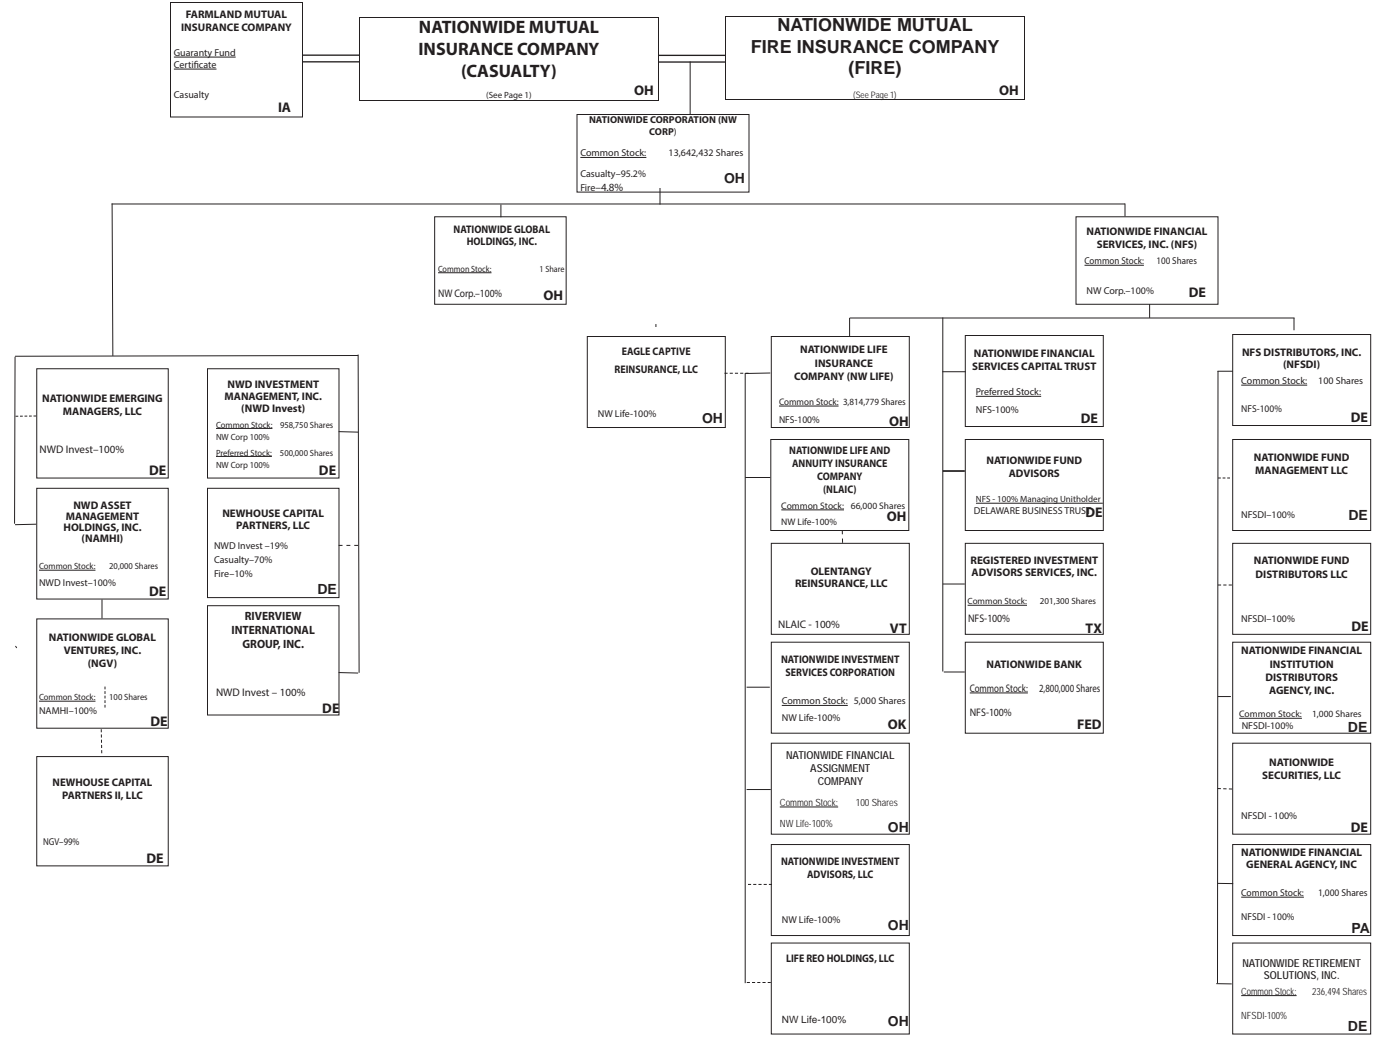 FARMLAND MUTUAL
INSURANCE COMPANY
Guaranty Fund
Certificate
Casualty
IA
NATIONWIDE MUTUAL
INSURANCE COMPANY
(CASUALTY)
(See Page 1)
OH
NATIONWIDE MUTUAL
FIRE INSURANCE COMPANY
(FIRE)
(See Page 1)
OH
NATIONWIDE CORPORATION (NW
CORP)
Common Stock: 13,642,432 Shares
Casualty–95.2%
Fire–4.8%
OH
NATIONWIDE GLOBAL
HOLDINGS, INC.
Common Stock: 1 Share
NW Corp.–100%
OH
NATIONWIDE FINANCIAL
SERVICES, INC. (NFS)
Common Stock: 100 Shares
NW Corp.–100%
DE
NATIONWIDE EMERGING
MANAGERS, LLC
NWD Invest–100%
DE
NWD ASSET
MANAGEMENT
HOLDINGS, INC.
(NAMHI)
Common Stock: 20,000 Shares
NWD Invest–100%
DE
NATIONWIDE GLOBAL
VENTURES, INC.
(NGV)
Common Stock: 100 Shares
NAMHI–100%
DE
NEWHOUSE CAPITAL
PARTNERS II, LLC
NGV–99%
DE
NWD INVESTMENT
MANAGEMENT, INC.
(NWD Invest)
Common Stock: 958,750 Shares
NW Corp 100%
Preferred Stock: 500,000 Shares
NW Corp 100%
DE
NEWHOUSE CAPITAL
PARTNERS, LLC
NWD Invest –19%
Casualty–70%
Fire–10%
DE
RIVERVIEW
INTERNATIONAL
GROUP, INC.
NWD Invest – 100%
DE
EAGLE CAPTIVE
REINSURANCE, LLC
NW Life-100%
OH
NATIONWIDE LIFE
INSURANCE
COMPANY (NW LIFE)
Common Stock: 3,814,779 Shares
NFS-100%
OH
NATIONWIDE LIFE AND
ANNUITY INSURANCE
COMPANY
(NLAIC)
Common Stock: 66,000 Shares
NW Life-100%
OH
OLENTANGY
REINSURANCE, LLC
NLAIC - 100%
VT
NATIONWIDE INVESTMENT
SERVICES CORPORATION
Common Stock: 5,000 Shares
NW Life-100%
OK
NATIONWIDE FINANCIAL
ASSIGNMENT
COMPANY
Common Stock: 100 Shares
NW Life-100%
OH
NATIONWIDE INVESTMENT
ADVISORS, LLC
NW Life-100%
OH
LIFE REO HOLDINGS, LLC
NW Life-100%
OH
NATIONWIDE FINANCIAL
SERVICES CAPITAL TRUST
Preferred Stock:
NFS-100%
DE
NATIONWIDE FUND
ADVISORS
NFS - 100% Managing Unitholder
DELAWARE BUSINESS TRUS
DE
REGISTERED INVESTMENT
ADVISORS SERVICES, INC.
Common Stock: 201,300 Shares
NFS-100%
TX
NATIONWIDE BANK
Common Stock: 2,800,000 Shares
NFS-100%
FED
NFS DISTRIBUTORS, INC.
(NFSDI)
Common Stock: 100 Shares
NFS-100%
DE
NATIONWIDE FUND
MANAGEMENT LLC
NFSDI–100%
DE
NATIONWIDE FUND
DISTRIBUTORS LLC
NFSDI–100%
DE
NATIONWIDE FINANCIAL
INSTITUTION
DISTRIBUTORS
AGENCY, INC.
Common Stock: 1,000 Shares
NFSDI-100%
DE
NATIONWIDE
SECURITIES, LLC
NFSDI - 100%
DE
NATIONWIDE FINANCIAL
GENERAL AGENCY, INC
Common Stock: 1,000 Shares
NFSDI - 100%
PA
NATIONWIDE RETIREMENT
SOLUTIONS, INC.
Common Stock: 236,494 Shares
NFSDI-100%
DE